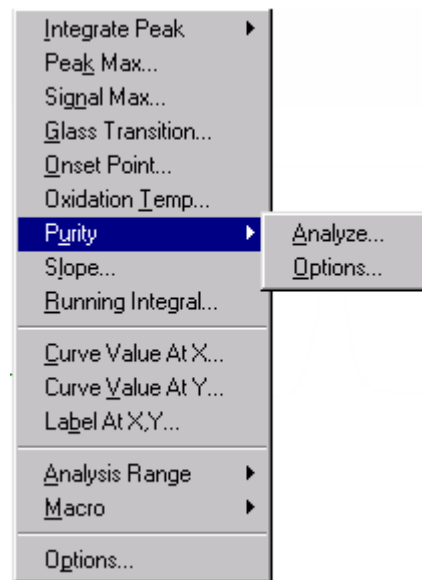 Integrate Peak
Peak Max...
Signal Max...
Glass Transition...
Onset Point...
Oxidation Temp...
Purity
Analyze...
Options...
Slope...
Running Integral...
Curve Value At X...
Curve Value At Y...
Label At X,Y...
Analysis Range
Macro
Options...